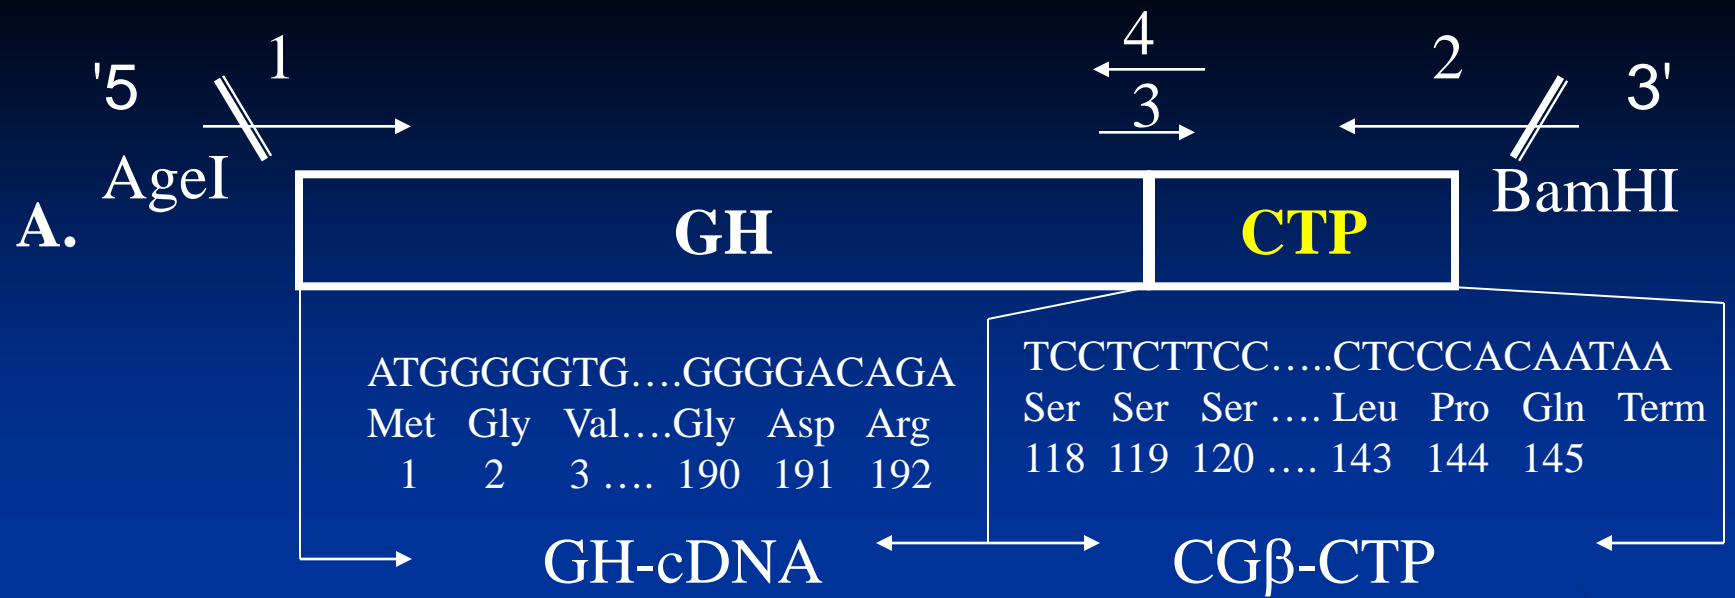 4
1
2
'5
3'
3
AgeI
BamHI
A.
GH
CTP
ATGGGGGTG....GGGGACAGA
Met Gly Val....Gly Asp Arg
1 2 3 .... 190 191 192
TCCTCTTCC.....CTCCCACAATAA
Ser Ser Ser .... Leu Pro Gln Term
118 119 120 .... 143 144 145
GH-cDNA
CGβ-CTP